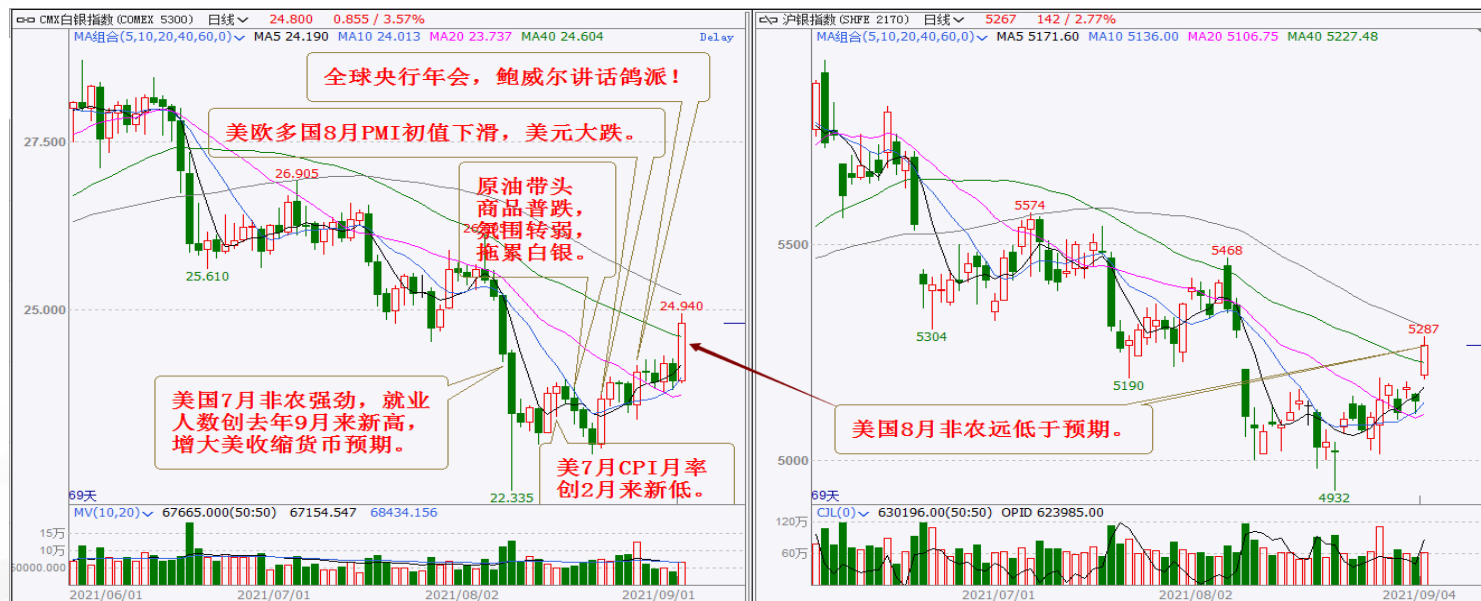 CMX白银指数(COMEX 5300) 日线 24.800 0.855 / 3.57%
MA组合(5,10,20,40,60,0) MA5 24.190 MA10 24.013 MA20 23.737 MA40 24.604 Delay
全球央行年会，鲍威尔讲话鸽派！
美欧多国8月PMI初值下滑，美元大跌。
27.500
原油带头
商品普跌，
氛围转弱，
拖累白银。
26.905
25.610
25.000
24.940
美国7月非农强劲，就业
人数创去年9月来新高，
增大美收缩货币预期。
美7月CPI月率
创2月来新低。
22.335
69天
MV(10,20) 67665.000(50:50) 67154.547 68434.156
15万
10万
50000.000
2021/06/01 2021/07/01 2021/08/02 2021/09/01
沪银指数(SHFE 2170) 日线 5267 142 / 2.77%
MA组合(5,10,20,40,60,0) MA5 5171.60 MA10 5136.00 MA20 5106.75 MA40 5227.48
5574
5500
5468
5304
5287
5190
美国8月非农远低于预期。
5000
4932
69天
CJL(0) 630196.00(50:50) OPID 623985.00
120万
60万
2021/07/01 2021/08/02 2021/09/04